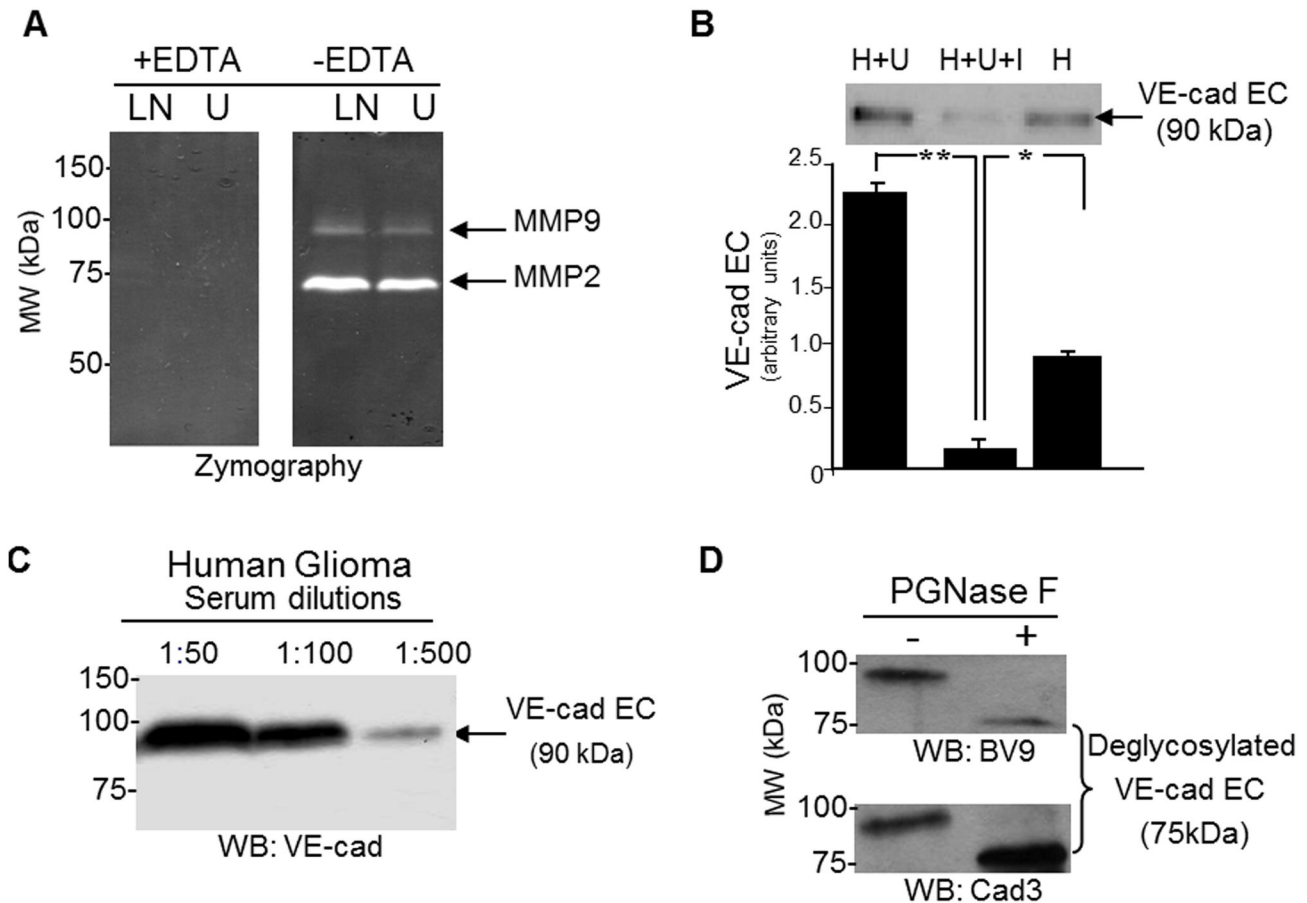 A
+EDTA -EDTA
LN U LN U
150-
100-
75-
50-
MW (kDa)
MMP9
MMP2
Zymography
B
H+U H+U+I H
VE-cad EC
(90 kDa)
** *
2.5
2.0
1.5
1.0
0.5
0
VE-cad EC
(arbitrary units)
C
Human Glioma
Serum dilutions
1:50 1:100 1:500
150-
100-
75-
VE-cad EC
(90 kDa)
WB: VE-cad
D
PGNase F
- +
MW (kDa)
100-
75-
WB: BV9
100-
75-
WB: Cad3
Deglycosylated
VE-cad EC
(75kDa)